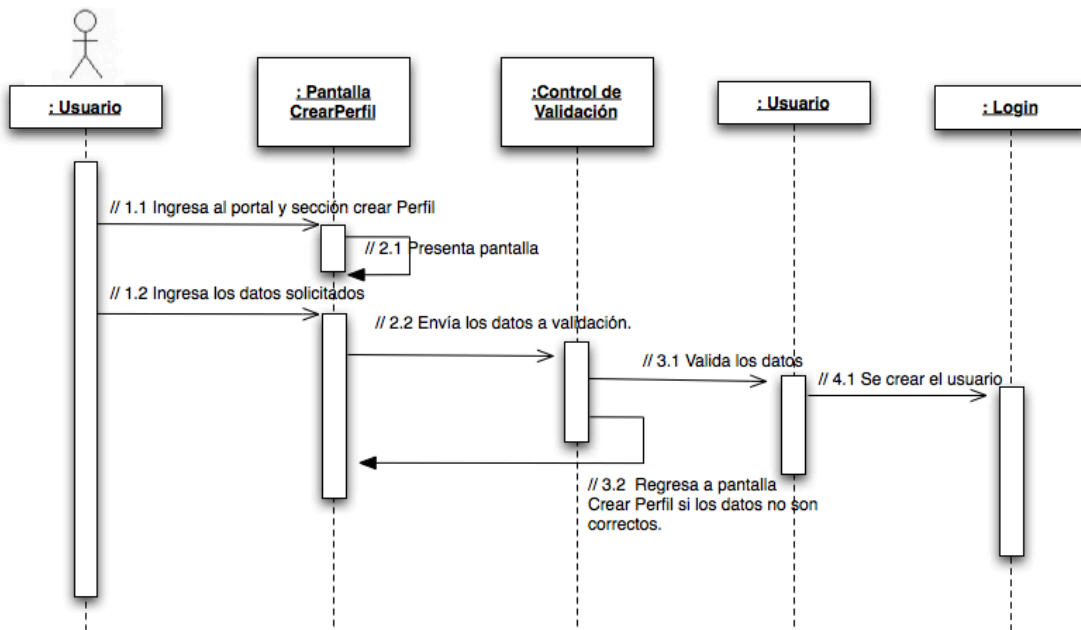 : Usuario
: Pantalla
CrearPerfil
:Control de
Validación
: Usuario
: Login
// 1.1 Ingresa al portal y sección crear Perfil
// 2.1 Presenta pantalla
// 1.2 Ingresa los datos solicitados
// 2.2 Envía los datos a validación.
// 3.1 Valida los datos
// 4.1 Se crear el usuario
// 3.2 Regresa a pantalla
Crear Perfil si los datos no son
correctos.